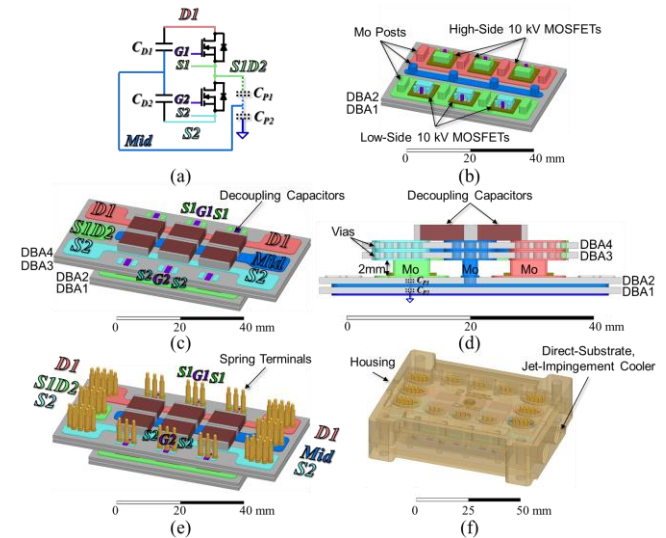 D1
CD1
G1
S1
S1D2
CD2
G2
S2
CP1
CP2
Mid
S2
(a)
Mo Posts
High-Side 10 kV MOSFETs
DBA2
DBA1
Low-Side 10 kV MOSFETs
0 20 40 mm
(b)
Decoupling Capacitors
D1
S1G1S1
S1D2
D1
S2
Mid
S2G2S2
S2
DBA4
DBA3
DBA2
DBA1
0 20 40 mm
(c)
Decoupling Capacitors
Vias
DBA4
DBA3
2mm
Mo Mo Mo
CP1
DBA2
DBA1
CP2
0 20 40 mm
(d)
Spring Terminals
D1
S1G1S1
S1D2
S2
S2G2S2
D1
Mid
S2
0 20 40 mm
(e)
Housing
Direct-Substrate,
Jet-Impingement Cooler
0 25 50 mm
(f)